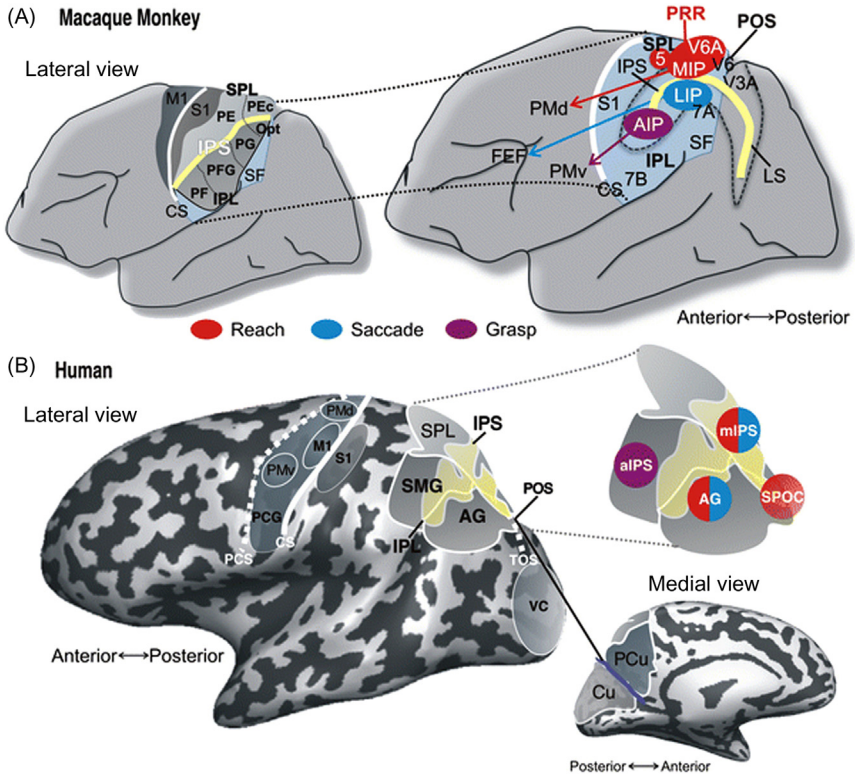 (A)
Macaque Monkey
Lateral view
M1
S1
SPL
PE
PEc
Opt
IPS
PG
PFG
SF
PF
IPL
CS
PRR
SPL
V6A
POS
5
IPS
MIP
V6
V3A
S1
PMd
LIP
AIP
7A
FEF
SF
PMv
IPL
7B
CS
LS
Reach
Saccade
Grasp
Anterior↔Posterior
(B)
Human
Lateral view
PMd
SPL
IPS
M1
S1
PMv
SMG
POS
PCG
AG
CS
IPL
PCS
TOS
VC
Anterior↔Posterior
mIPS
aIPS
AG
SPOC
Medial view
PCu
Cu
Posterior↔Anterior